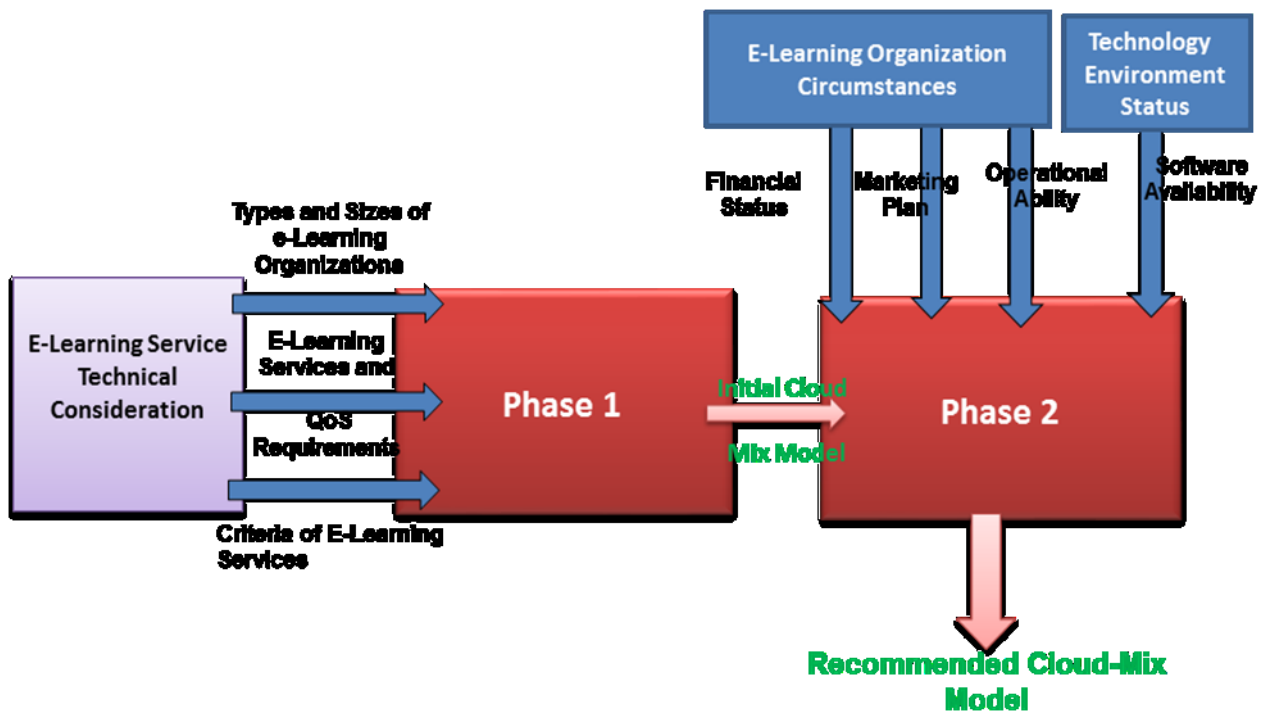 E-Learning Organization
Circumstances
Technology
Environment
Status
Financial
Status
Marketing
Plan
Operational
Ability
Software
Availability
Types and Sizes of
e-Learning
Organizations
E-Learning Service
Technical
Consideration
E-Learning
Services and
QoS
Requirements
Criteria of E-Learning
Services
Phase 1
Initial Cloud
Mix Model
Phase 2
Recommended Cloud-Mix
Model